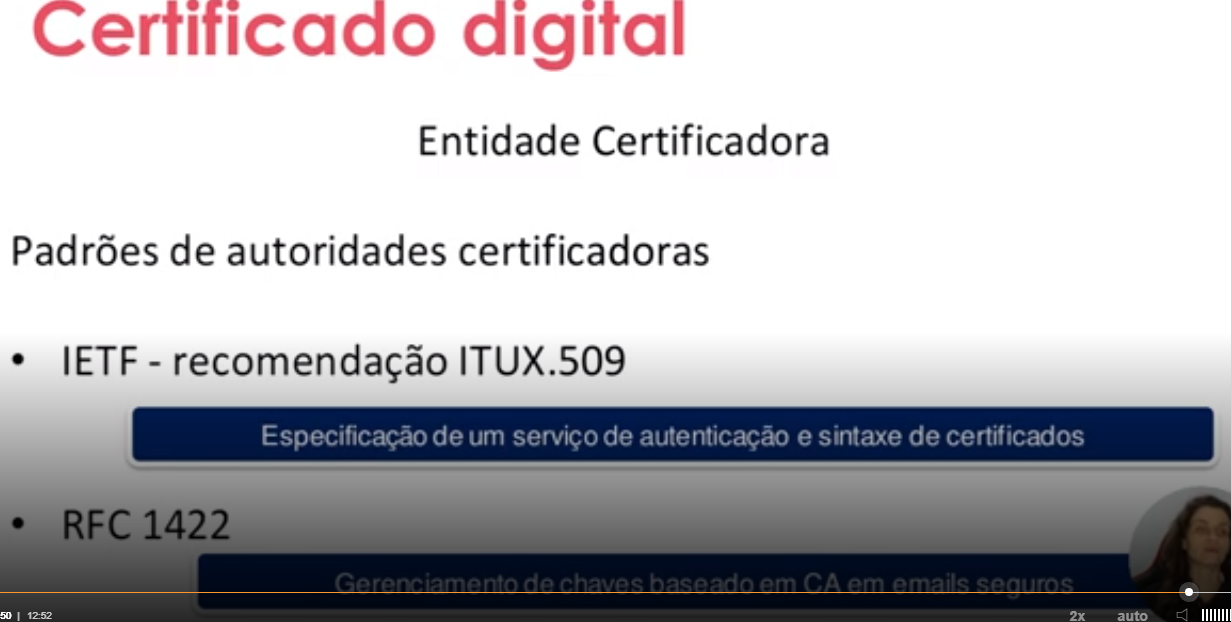 Certificado digital
Entidade Certificadora
Padrões de autoridades certificadoras
• IETF - recomendação ITUX.509
Especificação de um serviço de autenticação e sintaxe de certificados
• RFC 1422
Gerenciamento de chaves baseado em CA em emails seguros
50 | 12:52
2x auto